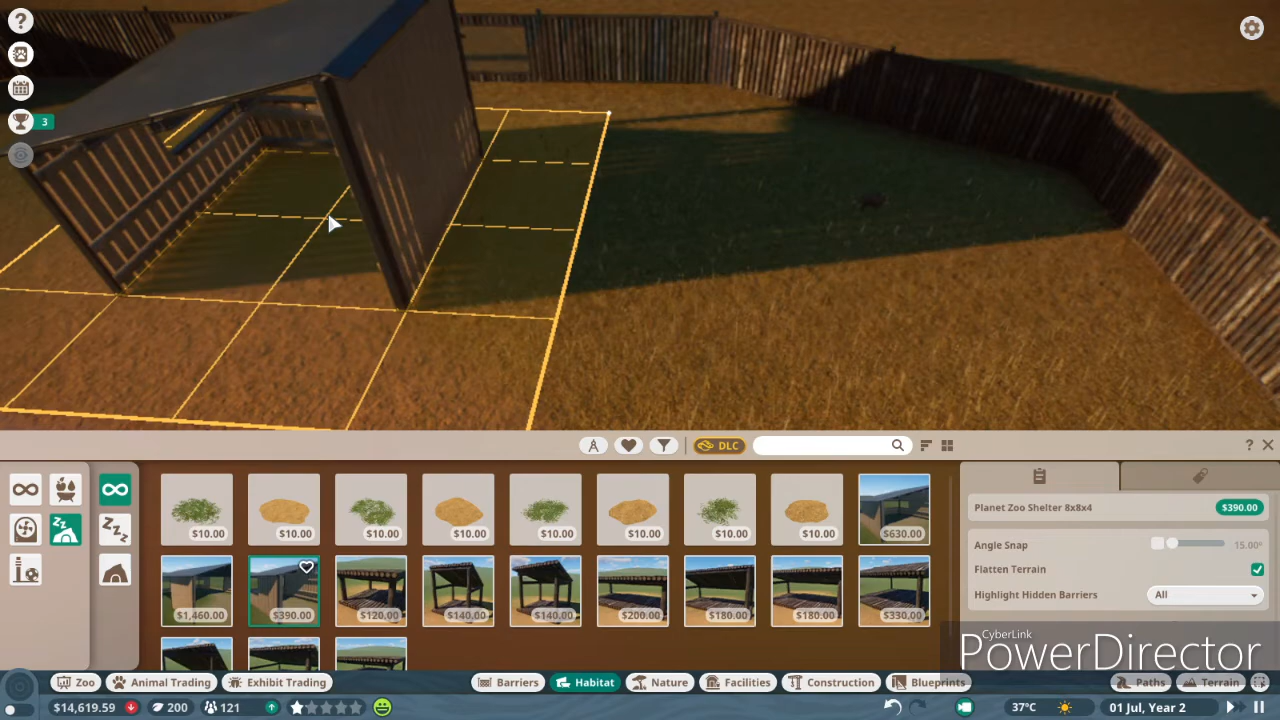 ?
3
DLC
?
$10.00
$10.00
$10.00
$10.00
$10.00
$10.00
$10.00
$10.00
$630.00
$1,460.00
$390.00
$120.00
$140.00
$140.00
$200.00
$180.00
$180.00
$330.00
Planet Zoo Shelter 8x8x4
$390.00
Angle Snap
15.00°
Flatten Terrain
Highlight Hidden Barriers
All
CyberLink
PowerDirector
Zoo
Animal Trading
Exhibit Trading
Barriers
Habitat
Nature
Facilities
Construction
Blueprints
Paths
Terrain
$14,619.59
200
121
37°C
01 Jul, Year 2